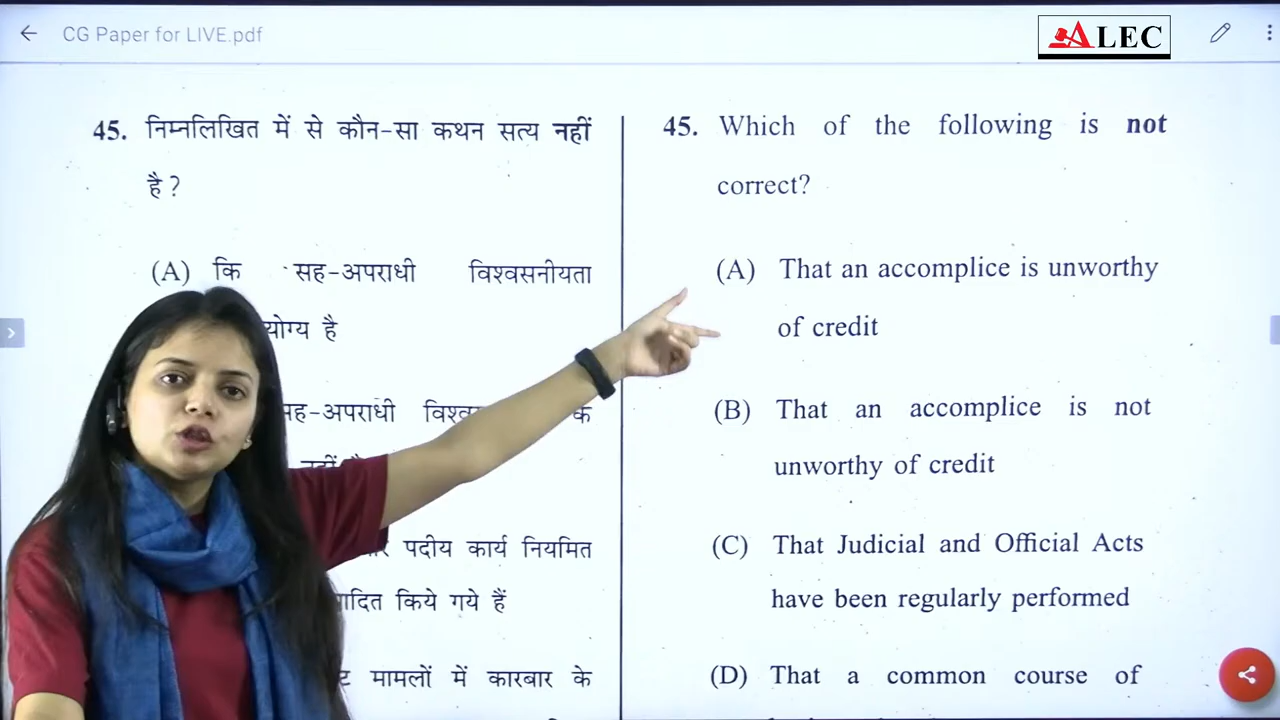 CG Paper for LIVE.pdf
ALEC
45. निम्नलिखित में से कौन-सा कथन सत्य नहीं
है ?
(A) कि सह-अपराधी विश्वसनीयता
योग्य है
सह-अपराधी
पदीय कार्य नियमित
किये गये हैं
मामलों में कारबार के
45. Which of the following is not
correct?
(A) That an accomplice is unworthy
of credit
(B) That an accomplice is not
unworthy of credit
(C) That Judicial and Official Acts
have been regularly performed
(D) That a common course of